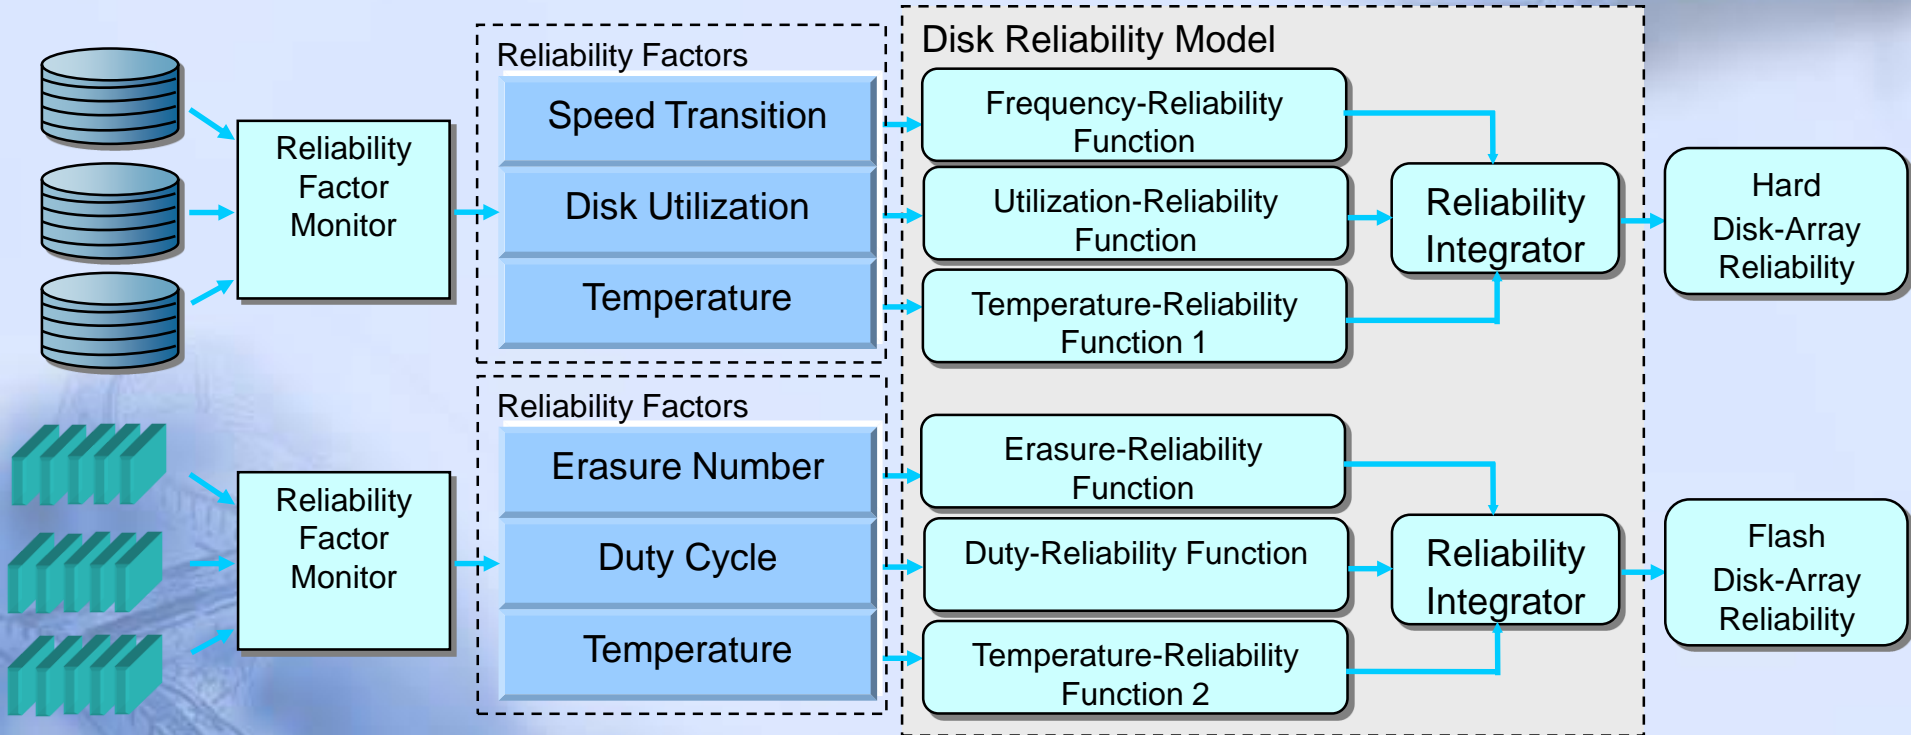 Reliability
Factor
Monitor
Reliability Factors
Speed Transition
Disk Utilization
Temperature
Disk Reliability Model
Frequency-Reliability
Function
Utilization-Reliability
Function
Temperature-Reliability
Function 1
Reliability
Integrator
Hard
Disk-Array
Reliability
Reliability
Factor
Monitor
Reliability Factors
Erasure Number
Duty Cycle
Temperature
Erasure-Reliability
Function
Duty-Reliability Function
Temperature-Reliability
Function 2
Reliability
Integrator
Flash
Disk-Array
Reliability